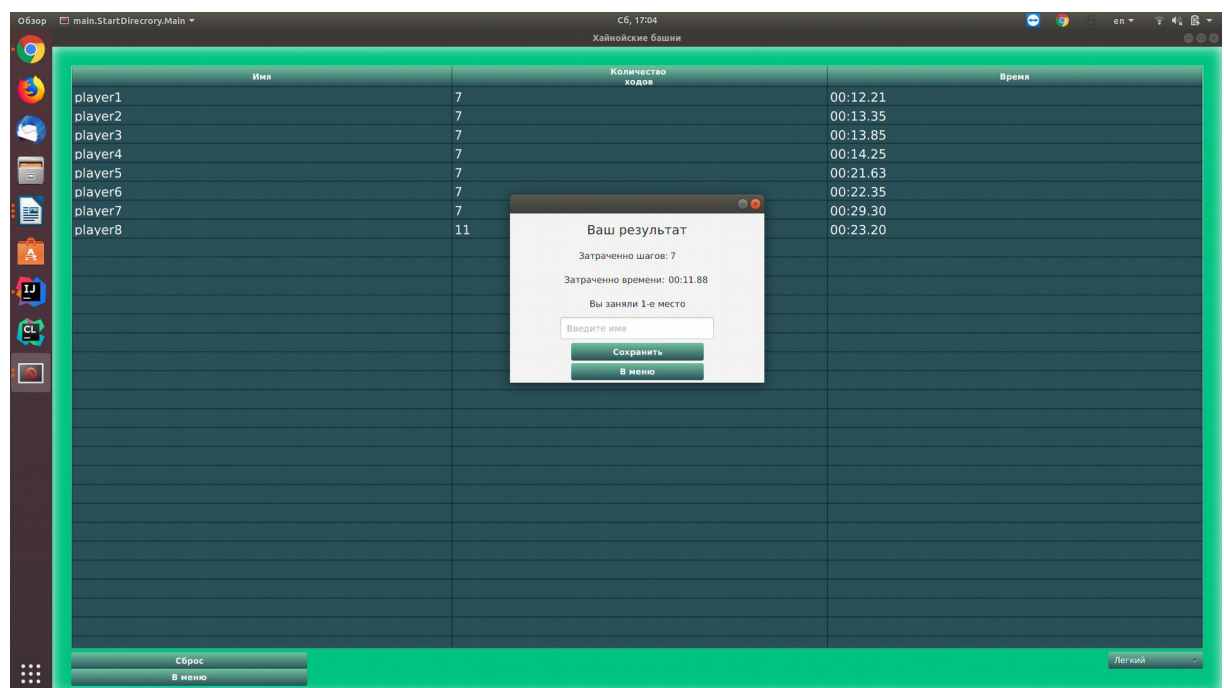 Обзор main.StartDirecrory.Main Сб, 17:04 en
Хайнойские башни
Имя Количество ходов Время
player1 7 00:12.21
player2 7 00:13.35
player3 7 00:13.85
player4 7 00:14.25
player5 7 00:21.63
player6 7 00:22.35
player7 7 00:29.30
player8 11 00:23.20
Ваш результат
Затраченно шагов: 7
Затраченно времени: 00:11.88
Вы заняли 1-е место
Введите имя
Сохранить
В меню
IJ
CL
Сброс Легкий
В меню